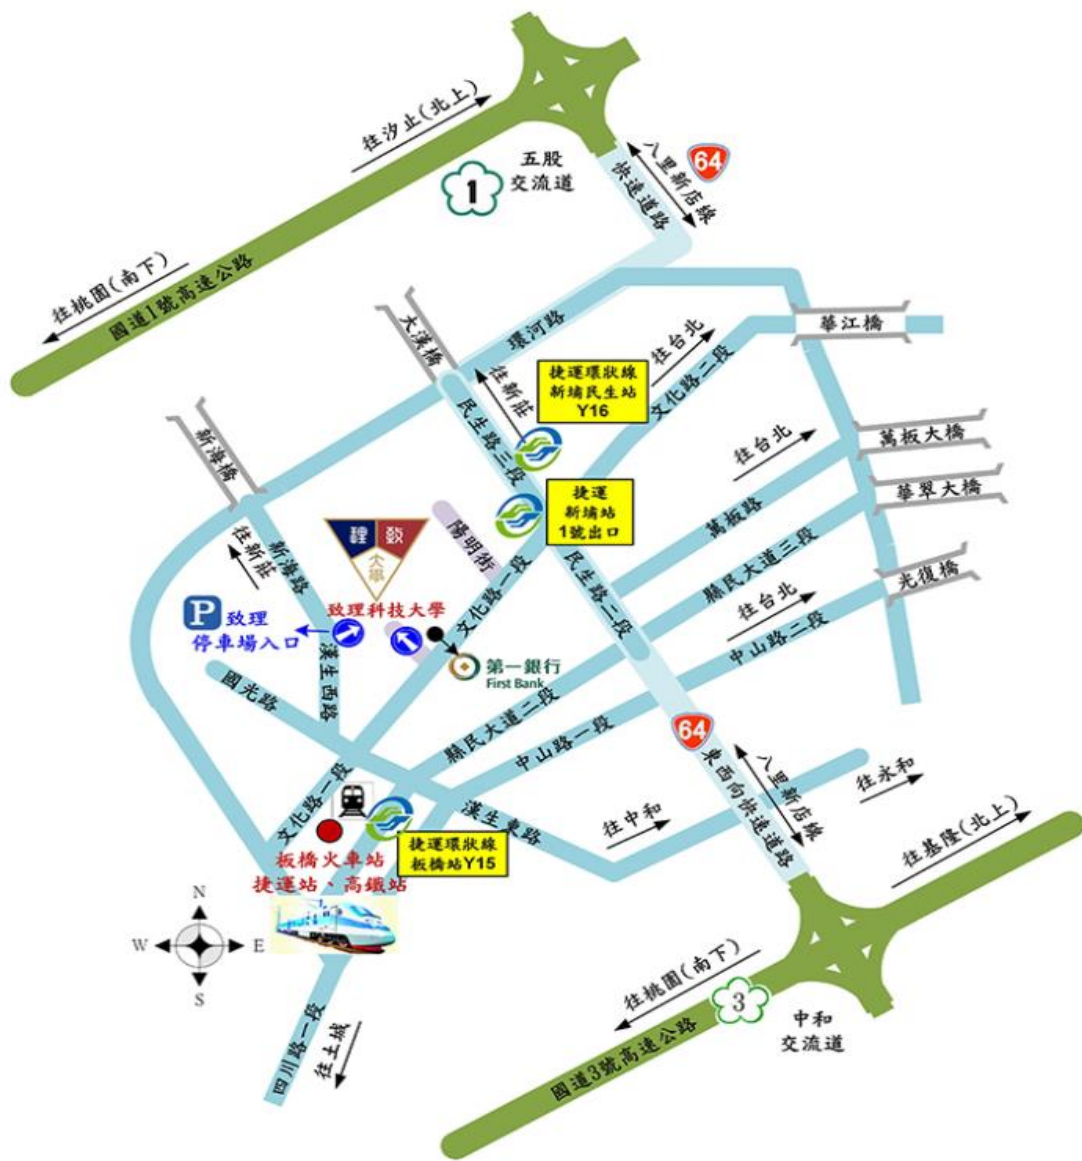 往汐止(北上)
五股
交流道
1
八里新店線
64
快速道路
往桃園(南下)
國道1號高速公路
大漢橋
環河路
往台北
華江橋
往新莊
捷運環狀線
新埔民生站
Y16
文化路二段
民生路三段
新海橋
往台北
萬板大橋
捷運
新埔站
1號出口
華翠大橋
萬板路
陽明街
往新莊
新海路
理
致
大學
文化路一段
民生路二段
縣民大道三段
光復橋
往台北
P
致理
停車場入口
致理科技大學
中山路二段
第一銀行
First Bank
漢生西路
國光路
縣民大道二段
中山路一段
64
東西向快速道路
八里新店線
往永和
文化路一段
漢生東路
往中和
捷運環狀線
板橋站Y15
板橋火車站
捷運站、高鐵站
往基隆(北上)
N
W
E
S
往桃園(南下)
3
中和
交流道
國道3號高速公路
四川路一段
往土城